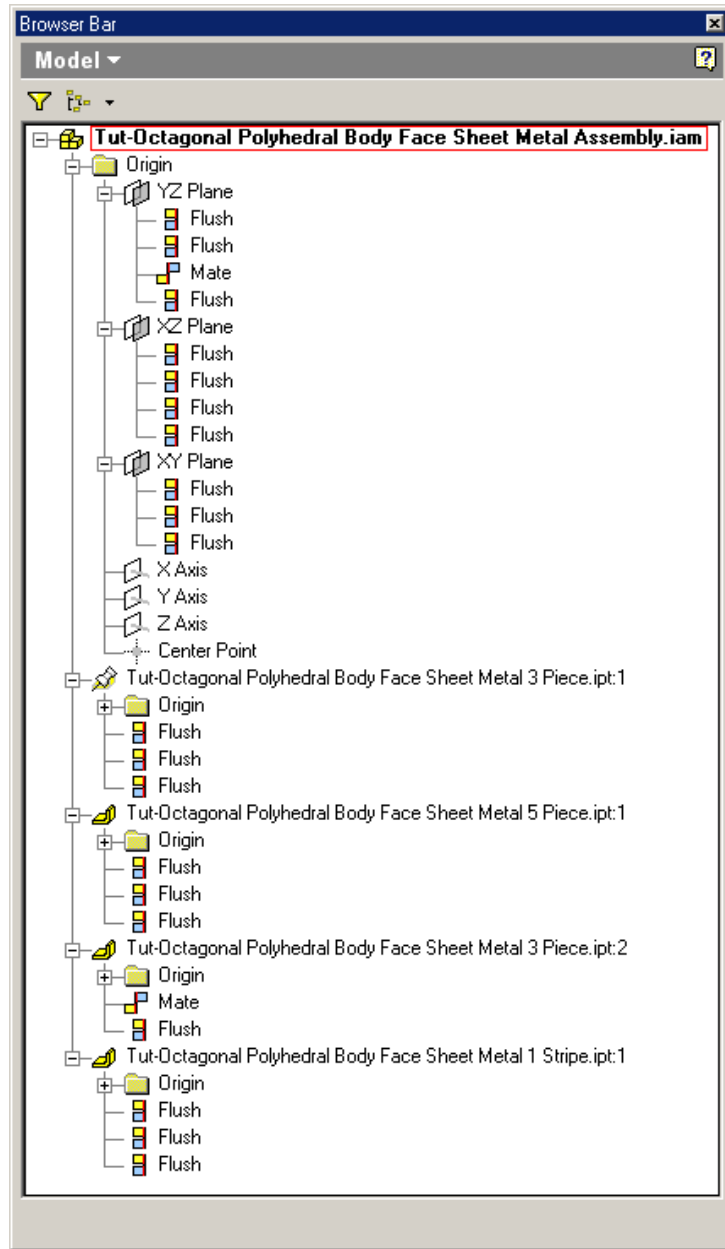 Browser Bar
Model
Tut-Octagonal Polyhedral Body Face Sheet Metal Assembly.iam
Origin
YZ Plane
Flush
Flush
Mate
Flush
XZ Plane
Flush
Flush
Flush
Flush
XY Plane
Flush
Flush
Flush
X Axis
Y Axis
Z Axis
Center Point
Tut-Octagonal Polyhedral Body Face Sheet Metal 3 Piece.ipt:1
Origin
Flush
Flush
Flush
Tut-Octagonal Polyhedral Body Face Sheet Metal 5 Piece.ipt:1
Origin
Flush
Flush
Flush
Tut-Octagonal Polyhedral Body Face Sheet Metal 3 Piece.ipt:2
Origin
Mate
Flush
Tut-Octagonal Polyhedral Body Face Sheet Metal 1 Stripe.ipt:1
Origin
Flush
Flush
Flush